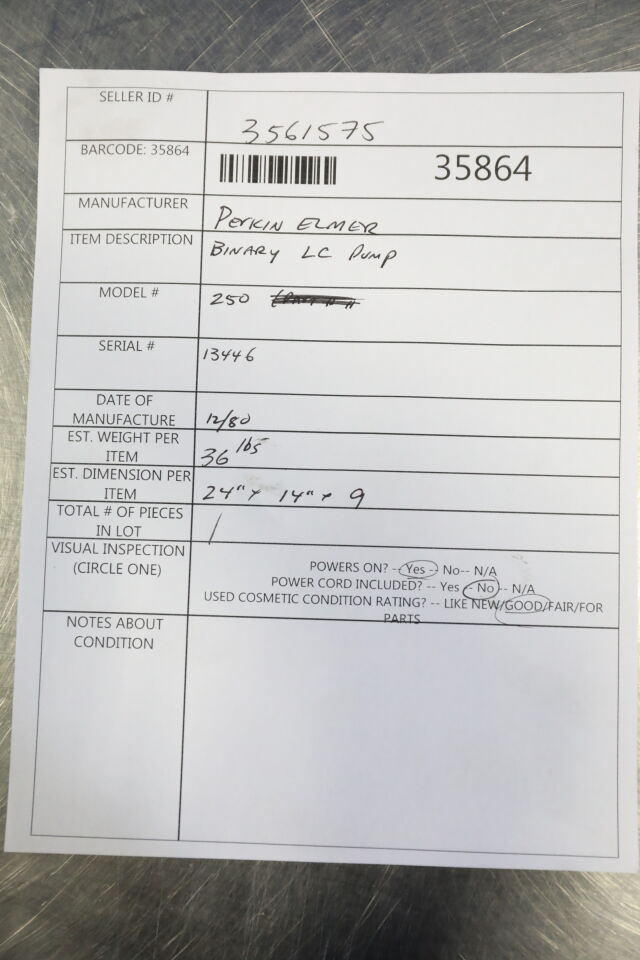 SELLER ID # 3561575
BARCODE: 35864 35864
MANUFACTURER PERKIN ELMER
ITEM DESCRIPTION BINARY LC PUMP
MODEL # 250
SERIAL # 13446
DATE OF
MANUFACTURE 12/80
EST. WEIGHT PER
ITEM 36 lbs
EST. DIMENSION PER
ITEM 24" x 14" x 9
TOTAL # OF PIECES
IN LOT 1
VISUAL INSPECTION
(CIRCLE ONE)
POWERS ON? -- Yes -- No-- N/A
POWER CORD INCLUDED? -- Yes -- No -- N/A
USED COSMETIC CONDITION RATING? -- LIKE NEW/GOOD/FAIR/FOR
PARTS
NOTES ABOUT
CONDITION